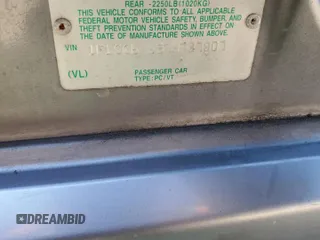 REAR -2250LB(1020KG)
THIS VEHICLE CONFORMS TO ALL APPLICABLE
FEDERAL MOTOR VEHICLE SAFETY, BUMPER, AND
THEFT PREVENTION STANDARDS IN EFFECT ON THE
DATE OF MANUFACTURE SHOWN ABOVE.
VIN
(VL)
PASSENGER CAR
TYPE:PC/VT
DREAMBID